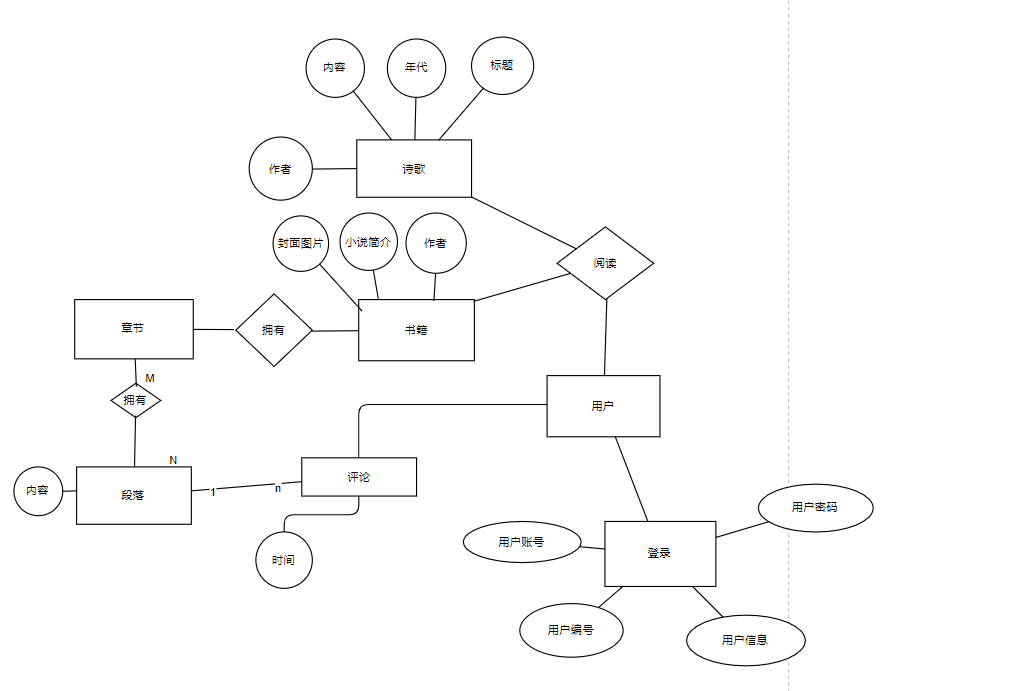 内容
年代
标题
作者
诗歌
封面图片
小说简介
作者
阅读
章节
拥有
书籍
M
拥有
用户
N
内容
段落
1
n
评论
时间
用户密码
用户账号
登录
用户编号
用户信息